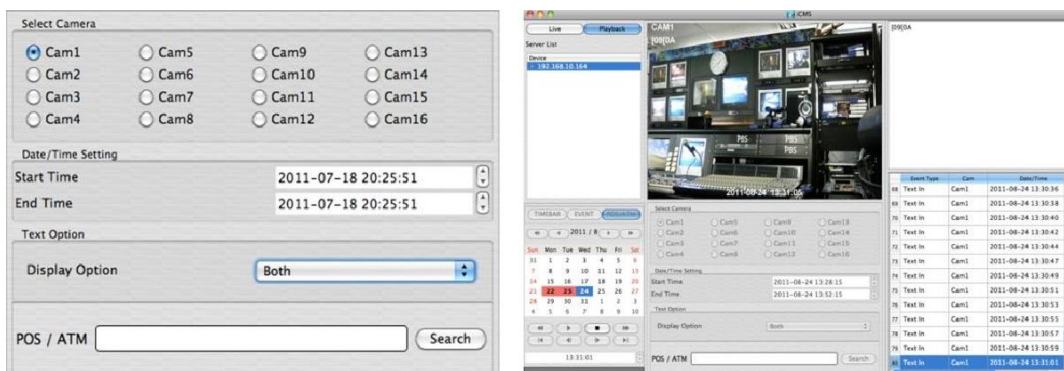 Select Camera
Cam1 Cam5 Cam9 Cam13
Cam2 Cam6 Cam10 Cam14
Cam3 Cam7 Cam11 Cam15
Cam4 Cam8 Cam12 Cam16
Date/Time Setting
Start Time 2011-07-18 20:25:51
End Time 2011-07-18 20:25:51
Text Option
Display Option Both
POS / ATM Search
iCMS
Live Playback
Server List
Device
192.168.10.164
CAM1
|09|0A
PBS PBS
PBS
2011-08-24 13:31:05
|09|0A
TIMEBAR EVENT POS/ATM
2011 / 8
Sun Mon Tue Wed Thu Fri Sat
31 1 2 3 4 5 6
7 8 9 10 11 12 13
14 15 16 17 18 19 20
21 22 23 24 25 26 27
28 29 30 31 1 2 3
4 5 6 7 8 9 10
13:31:01
Select Camera
Cam1 Cam5 Cam9 Cam13
Cam2 Cam6 Cam10 Cam14
Cam3 Cam7 Cam11 Cam15
Cam4 Cam8 Cam12 Cam16
Date/Time Setting
Start Time 2011-08-24 13:28:15
End Time 2011-08-24 13:52:15
Text Option
Display Option Both
POS / ATM Search
Event Type Cam Date/Time
68 Text In Cam1 2011-08-24 13:30:36
69 Text In Cam1 2011-08-24 13:30:38
70 Text In Cam1 2011-08-24 13:30:40
71 Text In Cam1 2011-08-24 13:30:42
72 Text In Cam1 2011-08-24 13:30:44
73 Text In Cam1 2011-08-24 13:30:47
74 Text In Cam1 2011-08-24 13:30:49
75 Text In Cam1 2011-08-24 13:30:51
76 Text In Cam1 2011-08-24 13:30:53
77 Text In Cam1 2011-08-24 13:30:55
78 Text In Cam1 2011-08-24 13:30:57
79 Text In Cam1 2011-08-24 13:30:59
Text In Cam1 2011-08-24 13:31:01